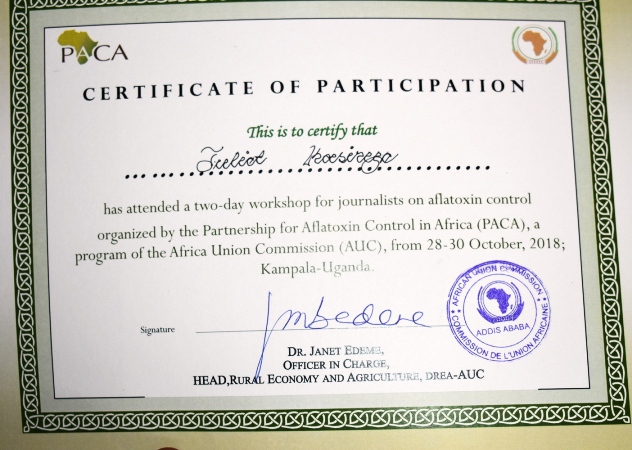 PACA
CERTIFICATE OF PARTICIPATION
This is to certify that
Juliet
has attended a two-day workshop for journalists on aflatoxin control
organized by the Partnership for Aflatoxin Control in Africa (PACA), a
program of the Africa Union Commission (AUC), from 28-30 October, 2018;
Kampala-Uganda.
AFRICAN UNION COMMISSION
ADDIS ABABA
COMMISSION DE L'UNION AFRICAINE
Signature
DR. JANET EDEME,
OFFICER IN CHARGE,
HEAD,RURAL ECONOMY AND AGRICULTURE, DREA-AUC